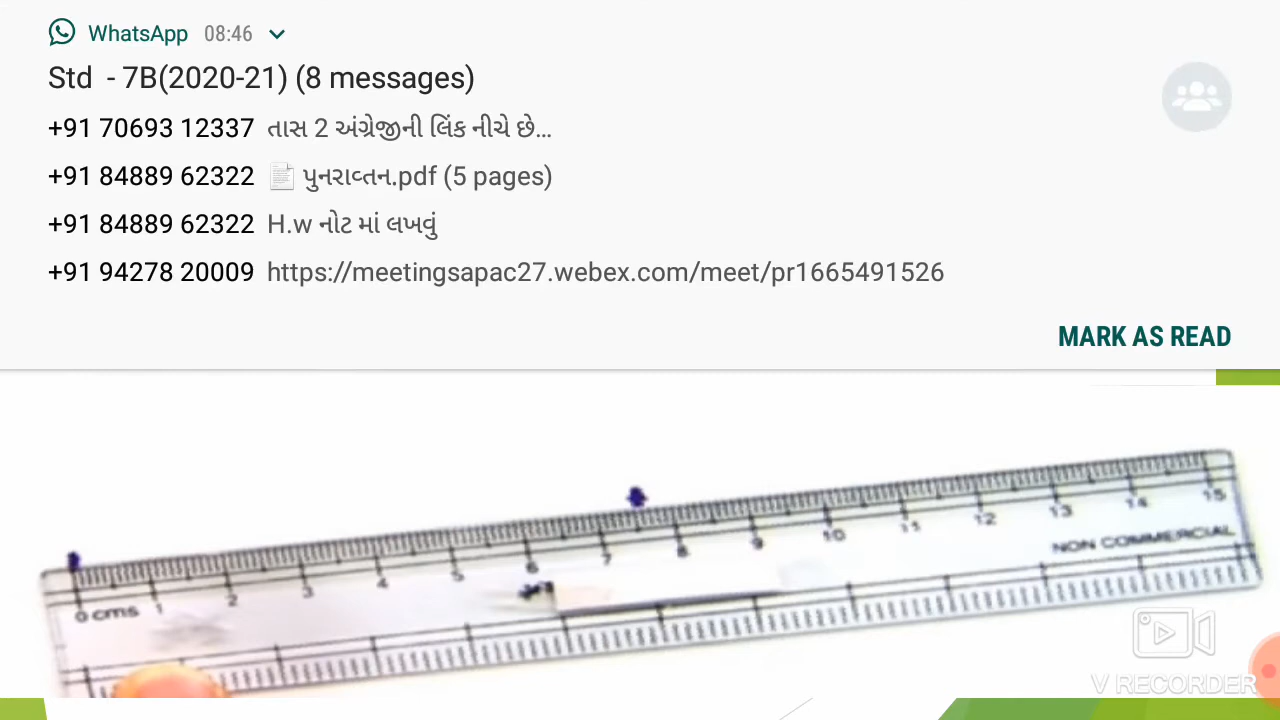 WhatsApp 08:46
Std - 7B(2020-21) (8 messages)
+91 70693 12337 તાસ 2 અંગ્રેજીની લિંક નીચે છે...
+91 84889 62322 પુનરાવ્તન.pdf (5 pages)
+91 84889 62322 H.w નોટ માં લખવું
+91 94278 20009 https://meetingsapac27.webex.com/meet/pr1665491526
MARK AS READ
0 cms 1 2 3 4 5 6 7 8 9 10 11 12 13 14 15
NON COMMERCIAL
V RECORDER